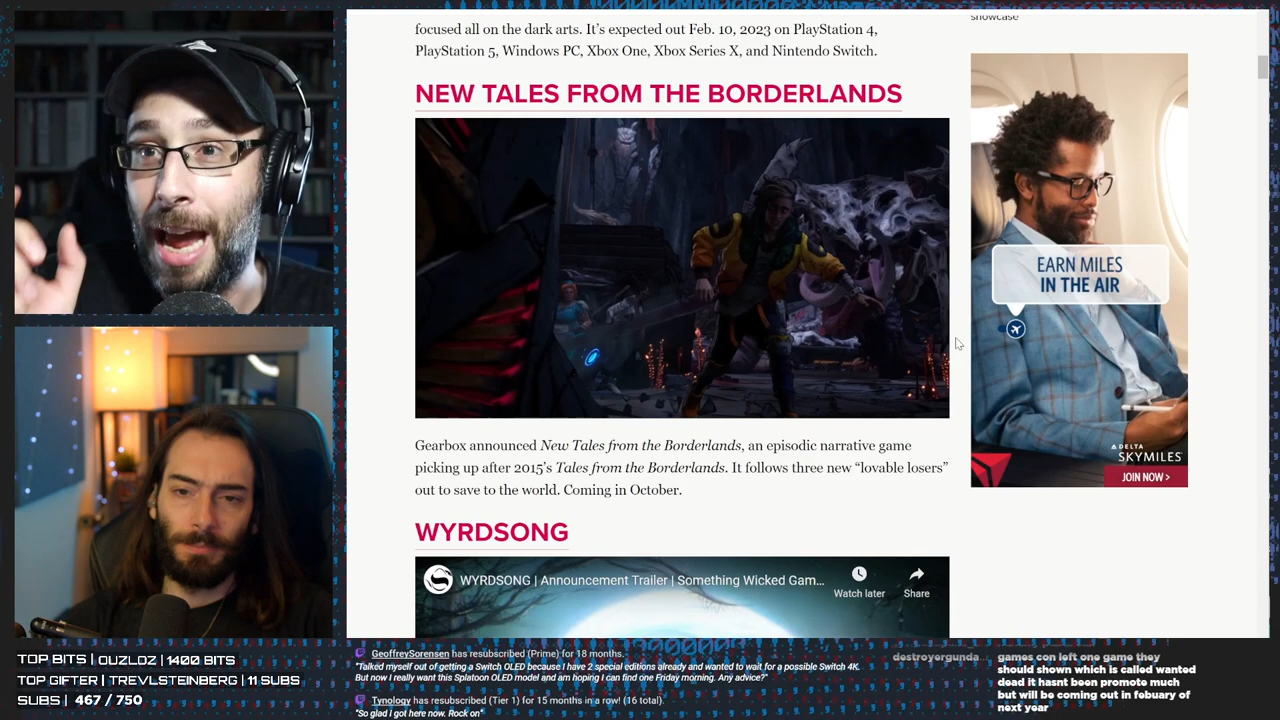 focused all on the dark arts. It's expected out Feb. 10, 2023 on PlayStation 4,
PlayStation 5, Windows PC, Xbox One, Xbox Series X, and Nintendo Switch.
NEW TALES FROM THE BORDERLANDS
Gearbox announced New Tales from the Borderlands, an episodic narrative game
picking up after 2015's Tales from the Borderlands. It follows three new “lovable losers”
out to save to the world. Coming in October.
WYRDSONG
WYRDSONG | Announcement Trailer | Something Wicked Gam...
Watch later
Share
showcase
EARN MILES
IN THE AIR
DELTA
SKYMILES
JOIN NOW >
TOP BITS | OUZLOZ | 1400 BITS
TOP GIFTER | TREVLSTEINBERG | 11 SUBS
SUBS | 467 / 750
GeoffreySorensen has resubscribed (Prime) for 18 months.
"Talked myself out of getting a Switch OLED because I have 2 special editions already and wanted to wait for a possible Switch 4K.
But now I really want this Splatoon OLED model and am hoping I can find one Friday morning. Any advice?"
Tynology has resubscribed (Tier 1) for 15 months in a row! (16 total).
"So glad I got here now. Rock on"
destroyergunda... games con left one game they
should shown which is called wanted
dead it hasnt been promote much
but will be coming out in febuary of
next year